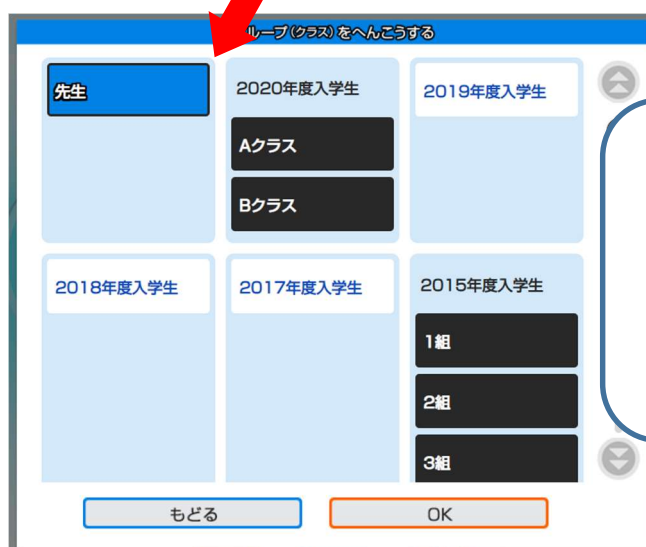 ループ(クラス)をへんこうする
先生
2020年度入学生
Aクラス
Bクラス
2019年度入学生
2018年度入学生
2017年度入学生
2015年度入学生
1組
2組
3組
もどる
OK